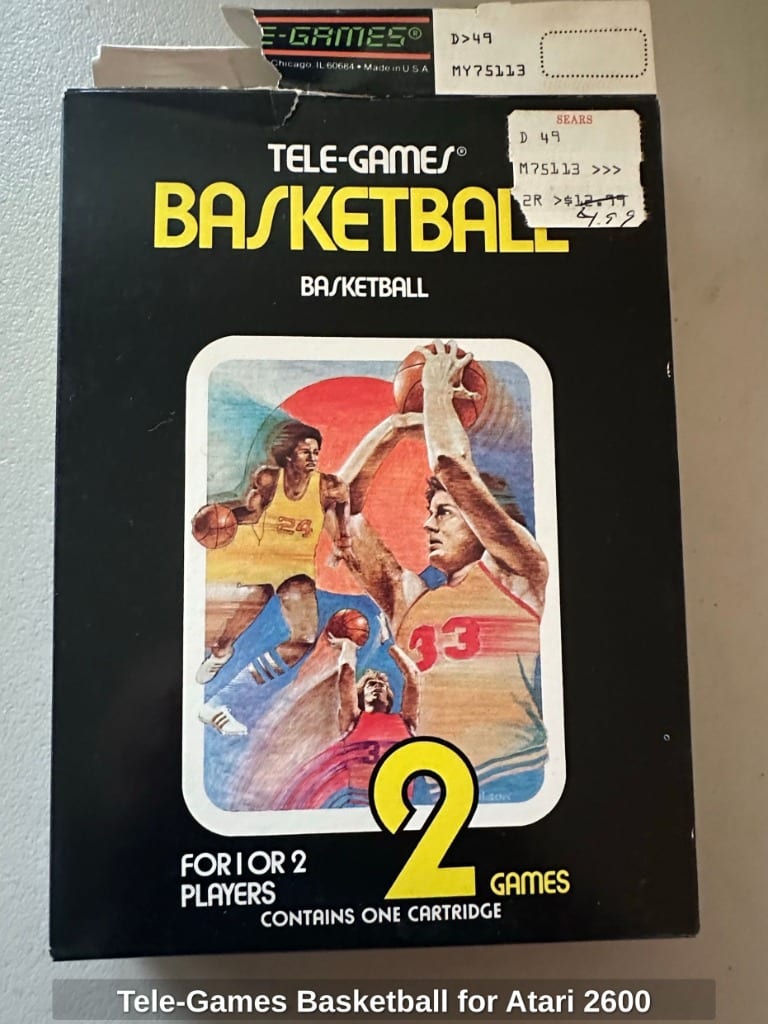 E-GAMES®
Chicago, IL 60684 • Made in U S A
D>49
MY75113
SEARS
D 49
M75113 >>>
2R >$12.99
$4.99
TELE-GAMES®
BASKETBALL
BASKETBALL
24
33
3
2
GAMES
FOR 1 OR 2
PLAYERS
CONTAINS ONE CARTRIDGE
Tele-Games Basketball for Atari 2600